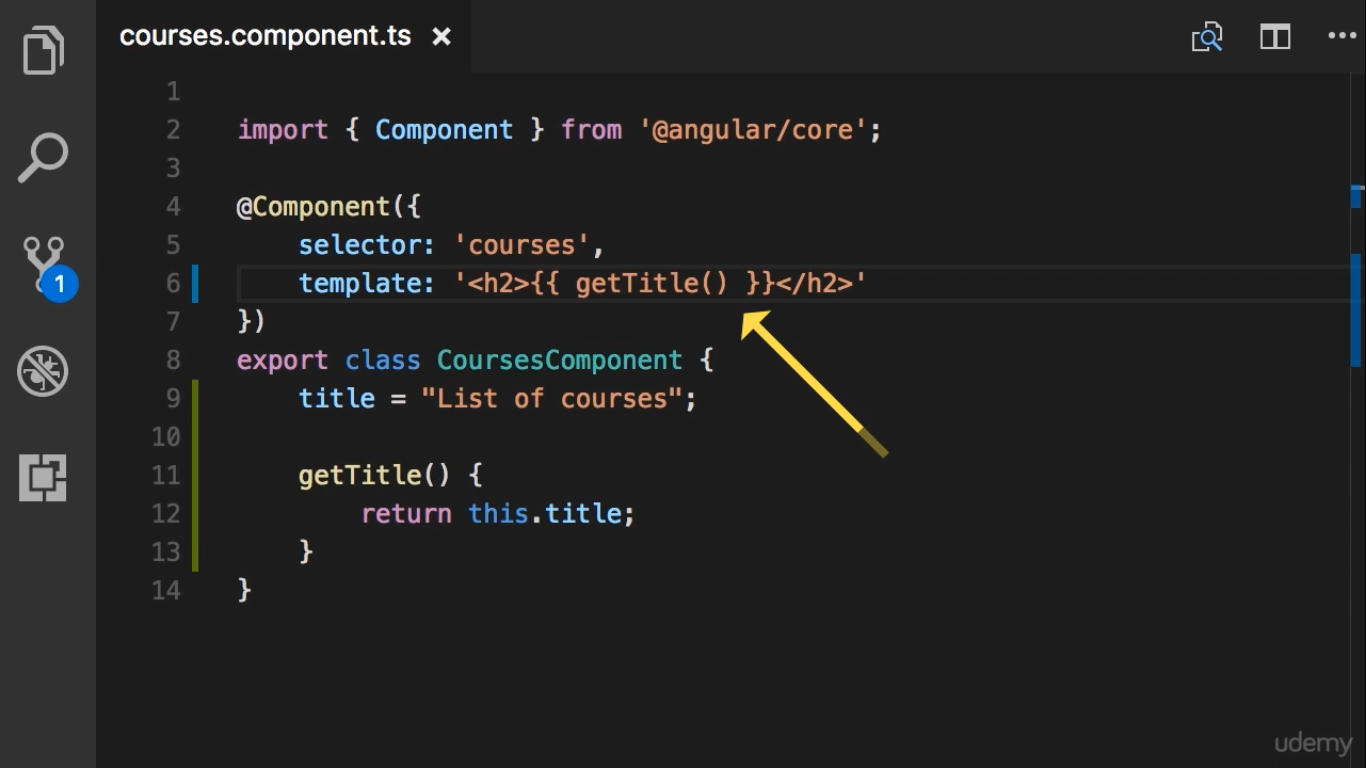 courses.component.ts
1
2 import { Component } from '@angular/core';
3
4 @Component({
5 selector: 'courses',
6 template: '<h2>{{ getTitle() }}</h2>'
7 })
8 export class CoursesComponent {
9 title = "List of courses";
10
11 getTitle() {
12 return this.title;
13 }
14 }
1
udemy